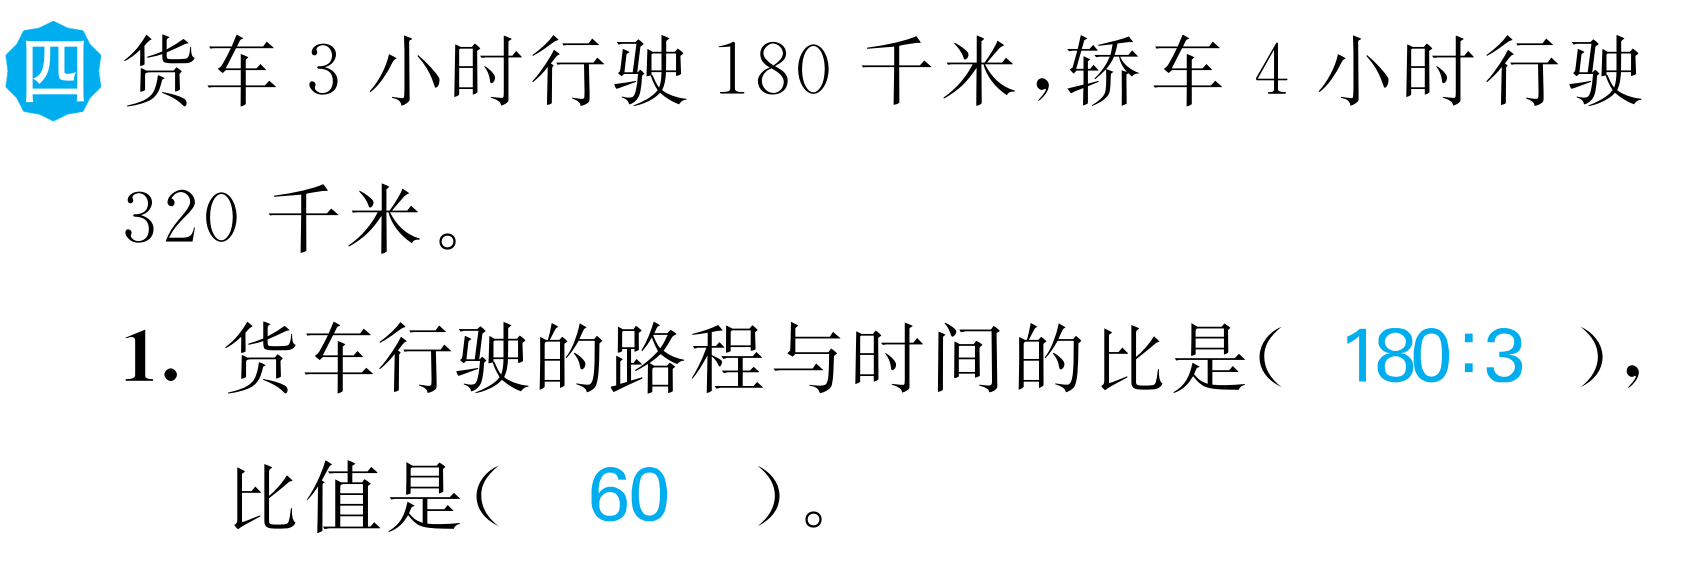 四 货车 3 小时行驶 180 千米,轿车 4 小时行驶
320 千米。
1. 货车行驶的路程与时间的比是( 180∶3 ),
比值是( 60 )。